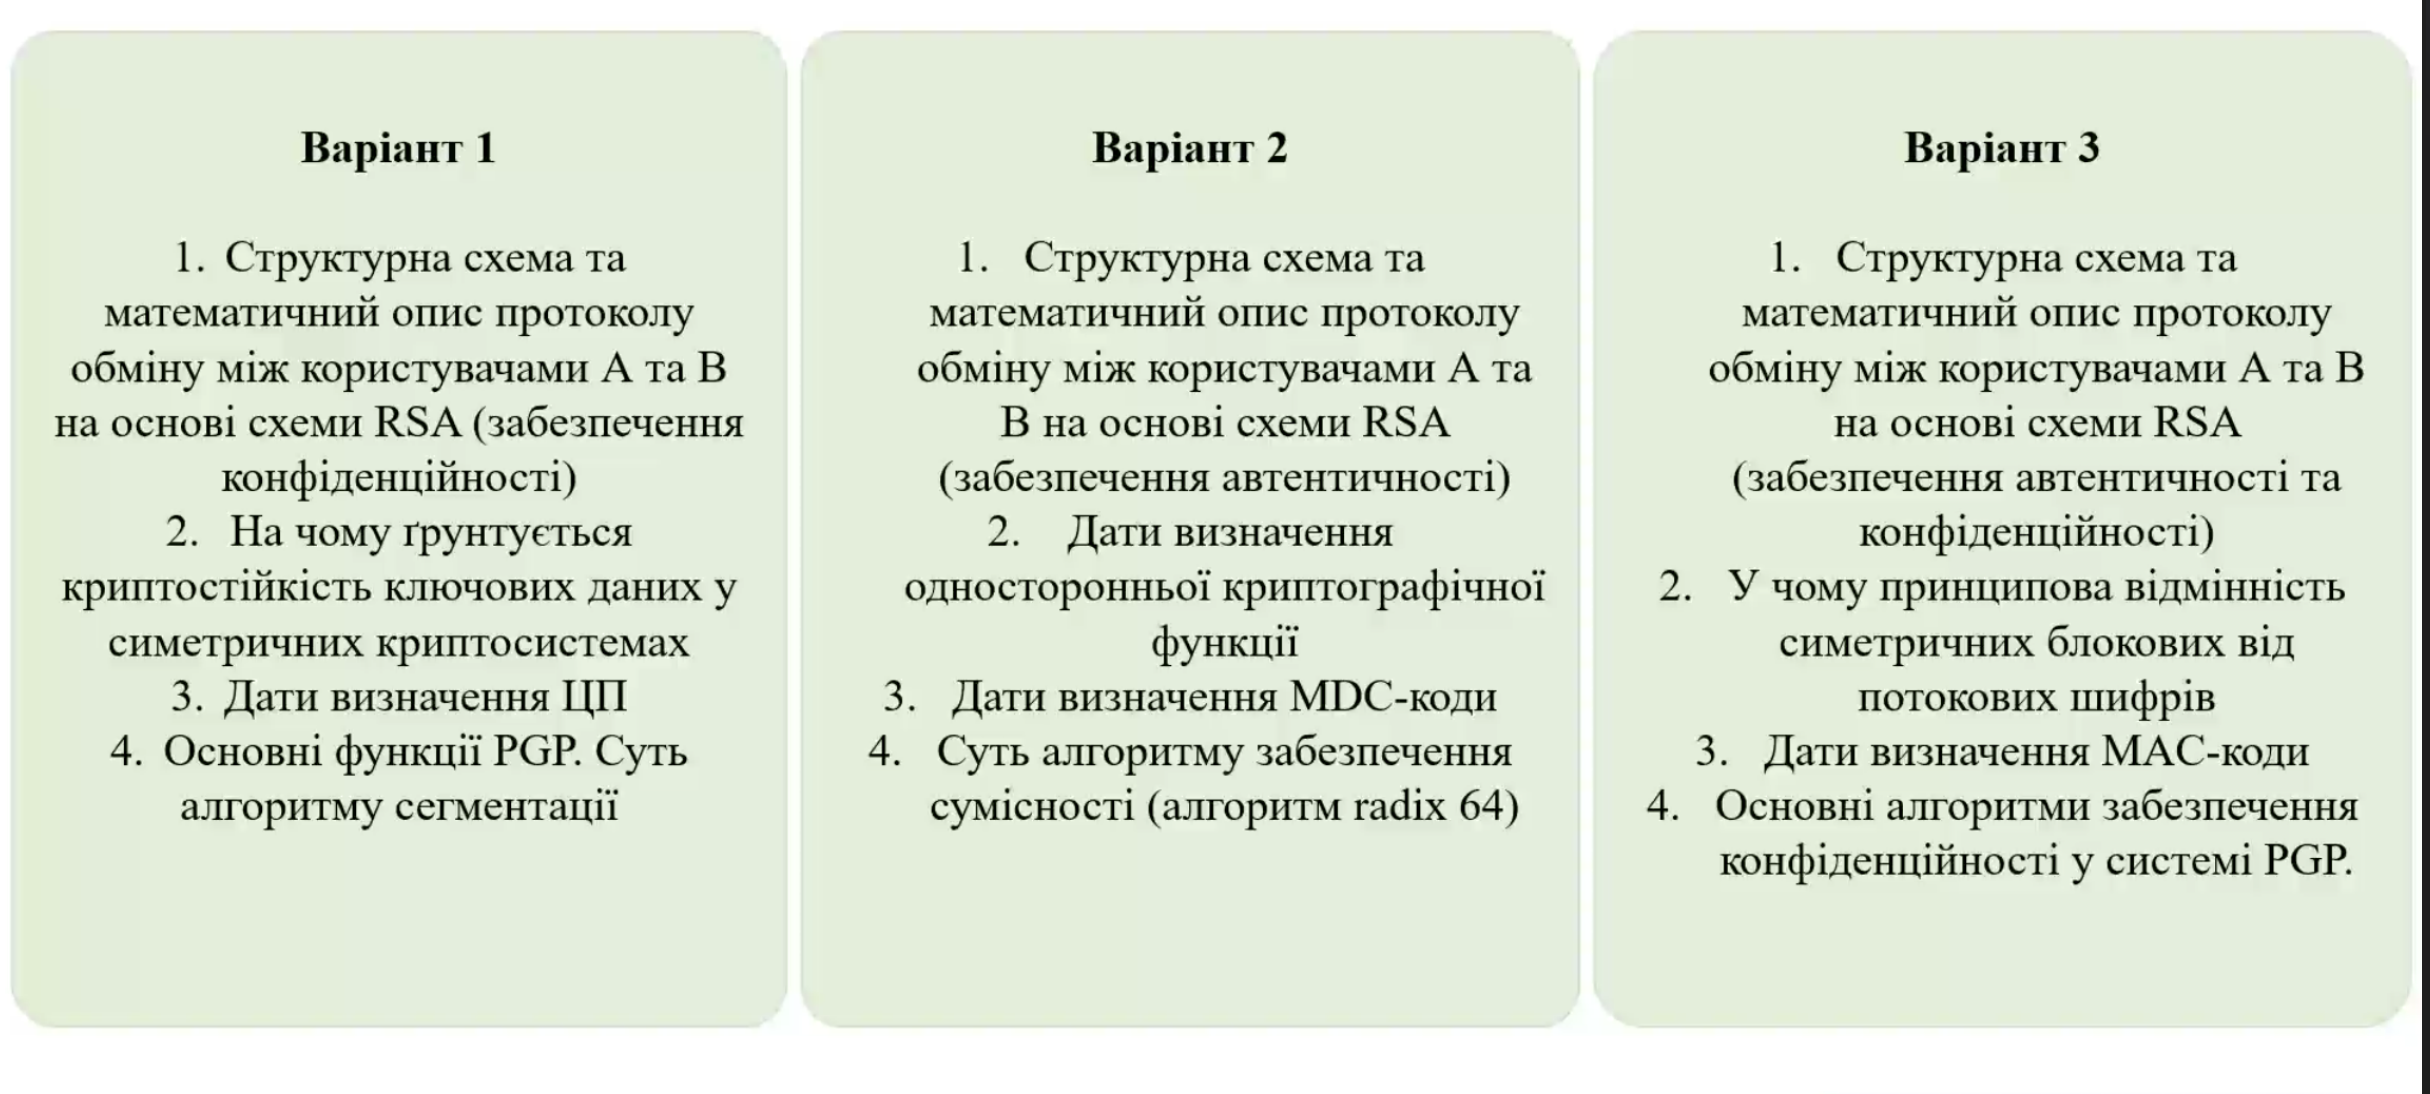 Варіант 1
1. Структурна схема та
математичний опис протоколу
обміну між користувачами А та В
на основі схеми RSA (забезпечення
конфіденційності)
2. На чому ґрунтується
криптостійкість ключових даних у
симетричних криптосистемах
3. Дати визначення ЦП
4. Основні функції PGP. Суть
алгоритму сегментації
Варіант 2
1. Структурна схема та
математичний опис протоколу
обміну між користувачами А та
В на основі схеми RSA
(забезпечення автентичності)
2. Дати визначення
односторонньої криптографічної
функції
3. Дати визначення MDC-коди
4. Суть алгоритму забезпечення
сумісності (алгоритм radix 64)
Варіант 3
1. Структурна схема та
математичний опис протоколу
обміну між користувачами А та В
на основі схеми RSA
(забезпечення автентичності та
конфіденційності)
2. У чому принципова відмінність
симетричних блокових від
потокових шифрів
3. Дати визначення МАС-коди
4. Основні алгоритми забезпечення
конфіденційності у системі PGP.